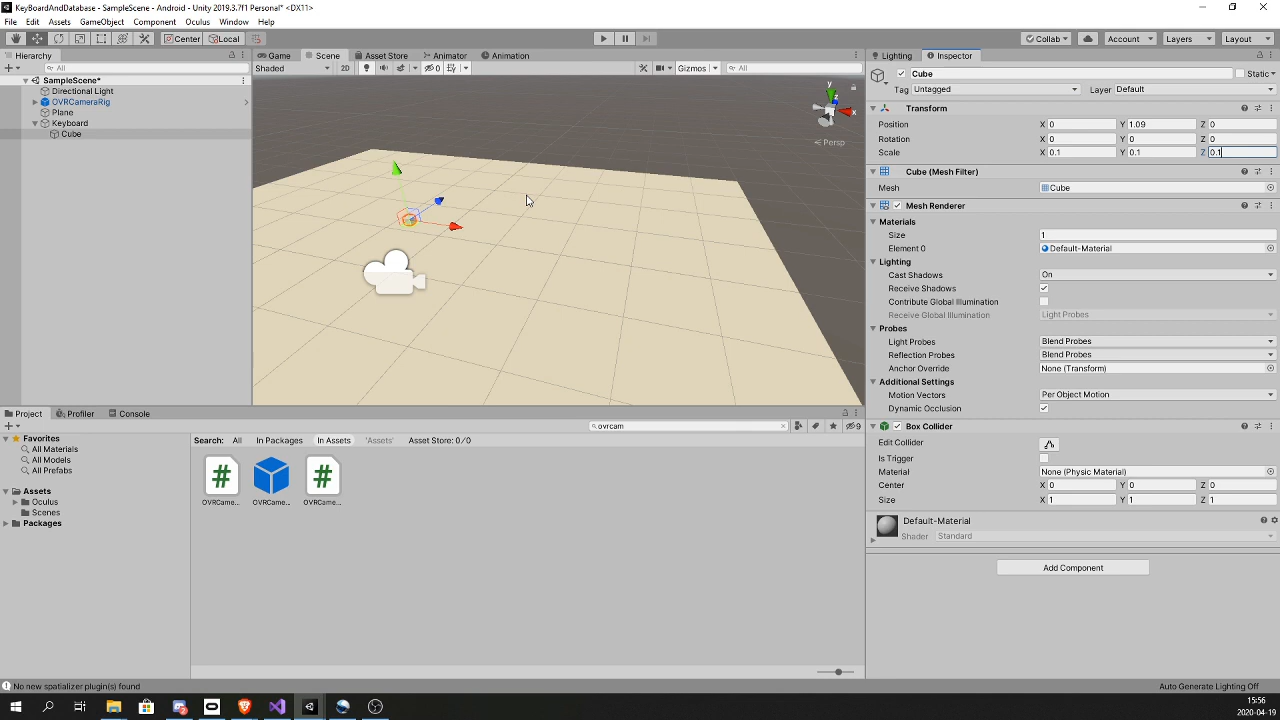 KeyBoardAndDatabase - SampleScene - Android - Unity 2019.3.7f1 Personal* <DX11>
File Edit Assets GameObject Component Oculus Window Help
Center Local Collab Account Layers Layout
Hierarchy
All
SampleScene*
Directional Light
OVRCameraRig
Plane
Keyboard
Cube
Game Scene Asset Store Animator Animation
Shaded 2D 0 Gizmos All
y
x
z
Persp
Lighting Inspector
Cube Static
Tag Untagged Layer Default
Transform
Position X 0 Y 1.09 Z 0
Rotation X 0 Y 0 Z 0
Scale X 0.1 Y 0.1 Z 0.1
Cube (Mesh Filter)
Mesh Cube
Mesh Renderer
Materials
Size 1
Element 0 Default-Material
Lighting
Cast Shadows On
Receive Shadows
Contribute Global Illumination
Receive Global Illumination Light Probes
Probes
Light Probes Blend Probes
Reflection Probes Blend Probes
Anchor Override None (Transform)
Additional Settings
Motion Vectors Per Object Motion
Dynamic Occlusion
Box Collider
Edit Collider
Is Trigger
Material None (Physic Material)
Center X 0 Y 0 Z 0
Size X 1 Y 1 Z 1
Default-Material
Shader Standard
Add Component
Project Profiler Console
ovrcam 9
Favorites
All Materials
All Models
All Prefabs
Assets
Oculus
Scenes
Packages
Search: All In Packages In Assets 'Assets' Asset Store: 0/0
OVRCame... OVRCame... OVRCame...
No new spatializer plugin(s) found Auto Generate Lighting Off
15:56
2020-04-19